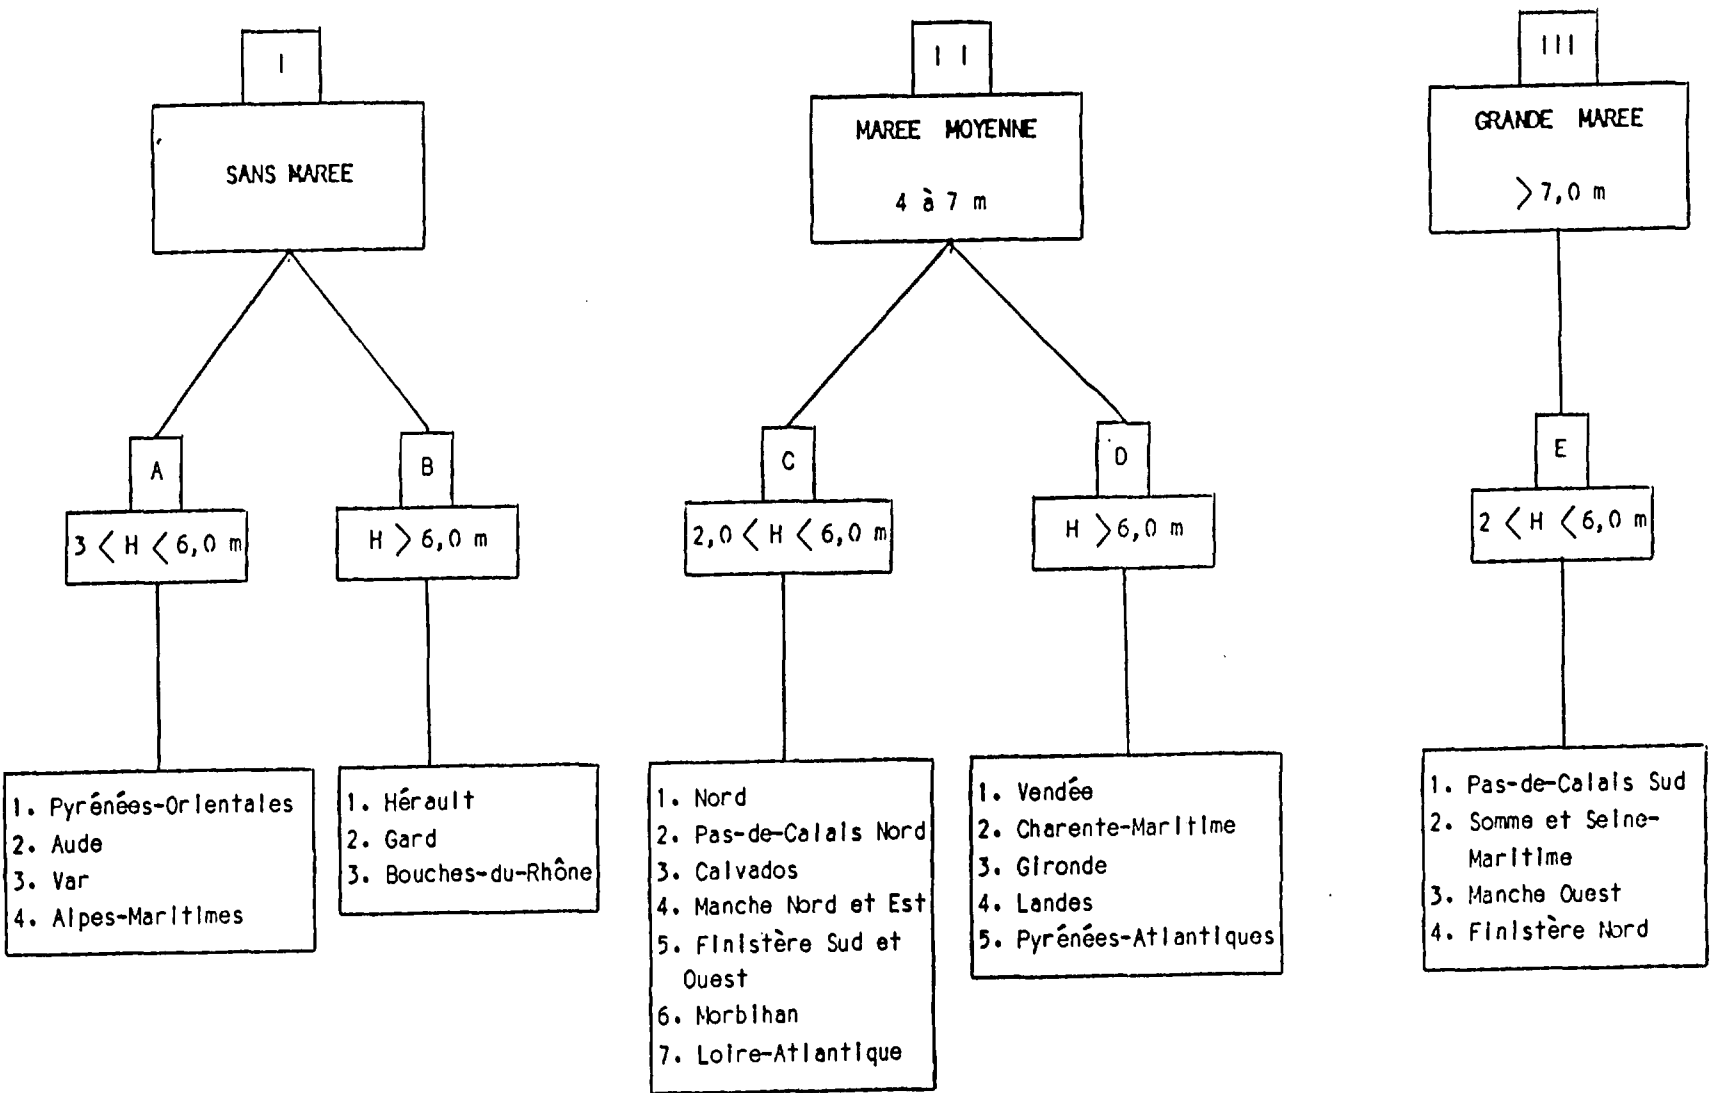 I
SANS MAREE
A
3 < H < 6,0 m
1. Pyrénées-Orientales
2. Aude
3. Var
4. Alpes-Maritimes
B
H > 6,0 m
1. Hérault
2. Gard
3. Bouches-du-Rhône
II
MAREE MOYENNE
4 à 7 m
C
2,0 < H < 6,0 m
1. Nord
2. Pas-de-Calais Nord
3. Calvados
4. Manche Nord et Est
5. Finistère Sud et
Ouest
6. Morbihan
7. Loire-Atlantique
D
H > 6,0 m
1. Vendée
2. Charente-Maritime
3. Gironde
4. Landes
5. Pyrénées-Atlantiques
III
GRANDE MAREE
> 7,0 m
E
2 < H < 6,0 m
1. Pas-de-Calais Sud
2. Somme et Seine-
Maritime
3. Manche Ouest
4. Finistère Nord